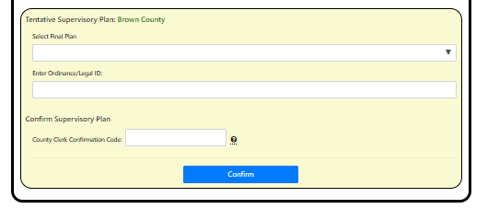 Tentative Supervisory Plan: Brown County
Select Final Plan
Enter Ordinance/Legal ID:
Confirm Supervisory Plan
County Clerk Confirmation Code:
Confirm